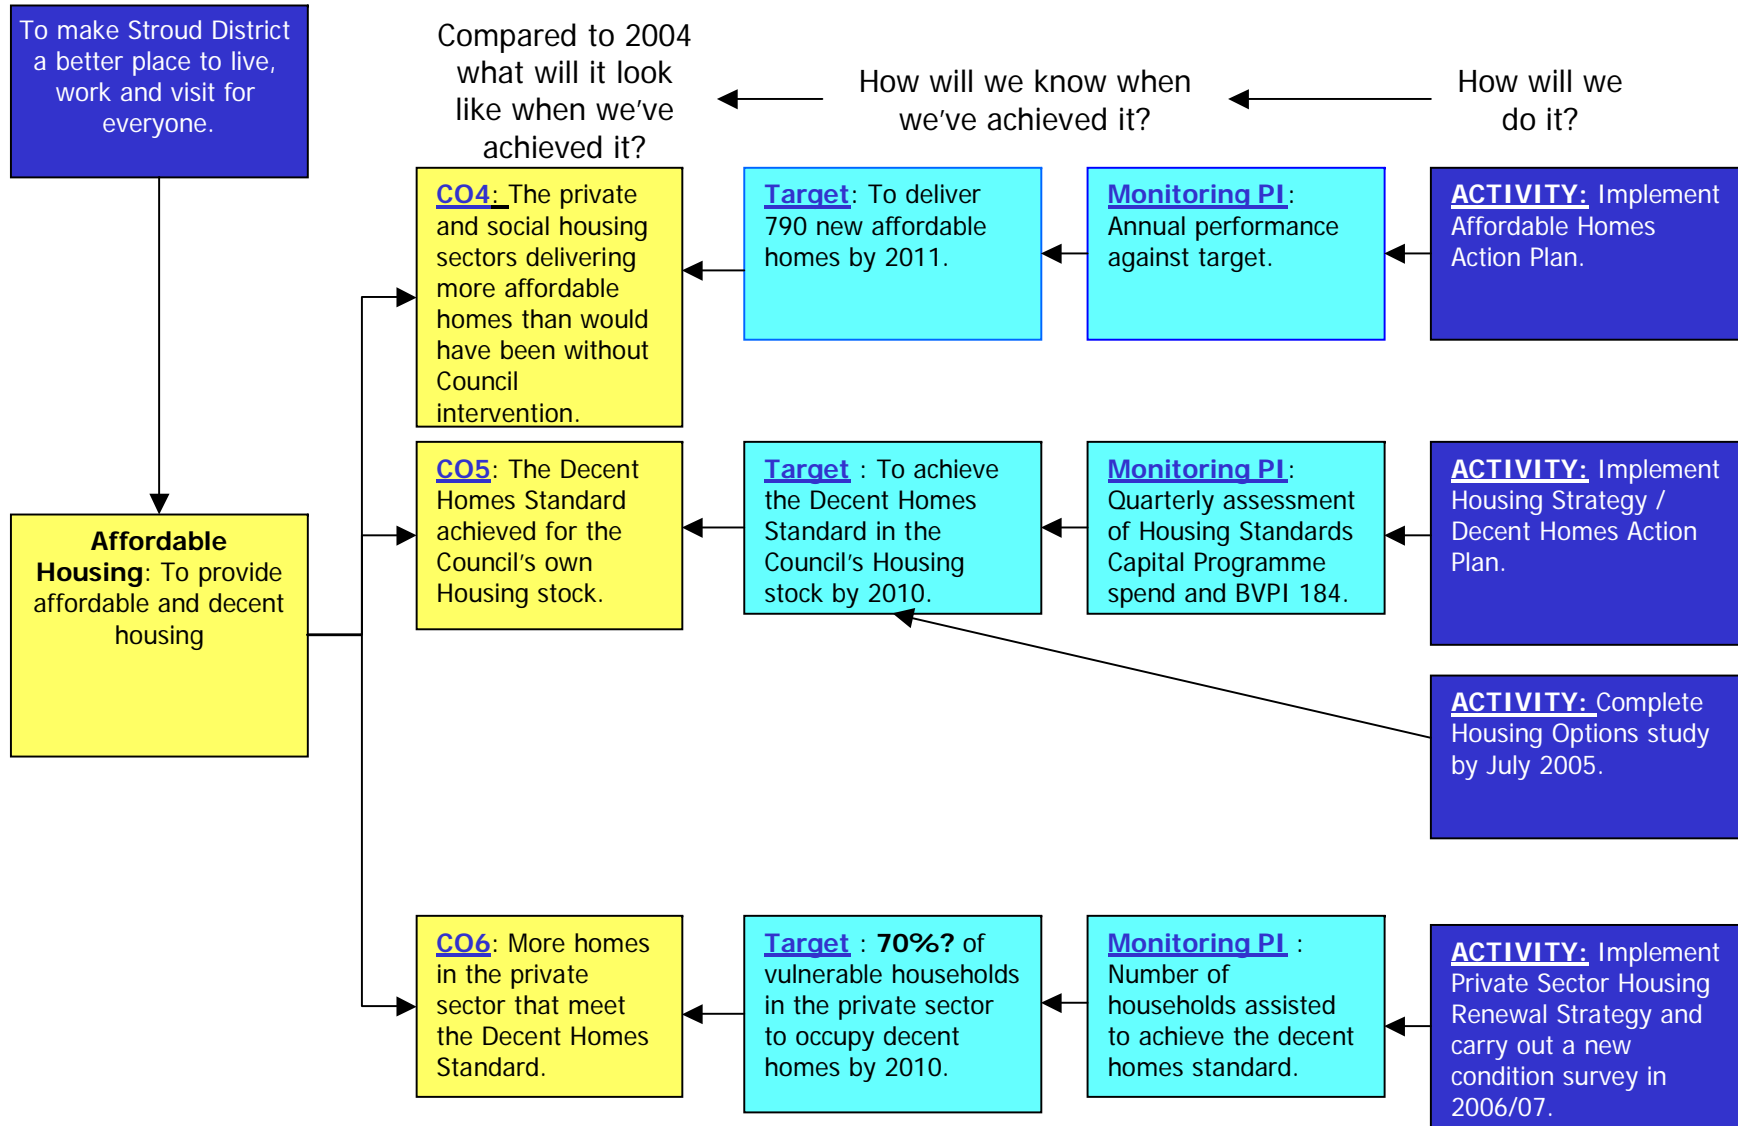 To make Stroud District
a better place to live,
work and visit for
everyone.
Compared to 2004
what will it look
like when we've
achieved it?
How will we know when
we've achieved it?
How will we
do it?
CO4: The private
and social housing
sectors delivering
more affordable
homes than would
have been without
Council
intervention.
Target: To deliver
790 new affordable
homes by 2011.
Monitoring PI:
Annual performance
against target.
ACTIVITY: Implement
Affordable Homes
Action Plan.
Affordable
Housing: To provide
affordable and decent
housing
CO5: The Decent
Homes Standard
achieved for the
Council's own
Housing stock.
Target : To achieve
the Decent Homes
Standard in the
Council's Housing
stock by 2010.
Monitoring PI:
Quarterly assessment
of Housing Standards
Capital Programme
spend and BVPI 184.
ACTIVITY: Implement
Housing Strategy /
Decent Homes Action
Plan.
ACTIVITY: Complete
Housing Options study
by July 2005.
CO6: More homes
in the private
sector that meet
the Decent Homes
Standard.
Target : 70%? of
vulnerable households
in the private sector
to occupy decent
homes by 2010.
Monitoring PI :
Number of
households assisted
to achieve the decent
homes standard.
ACTIVITY: Implement
Private Sector Housing
Renewal Strategy and
carry out a new
condition survey in
2006/07.